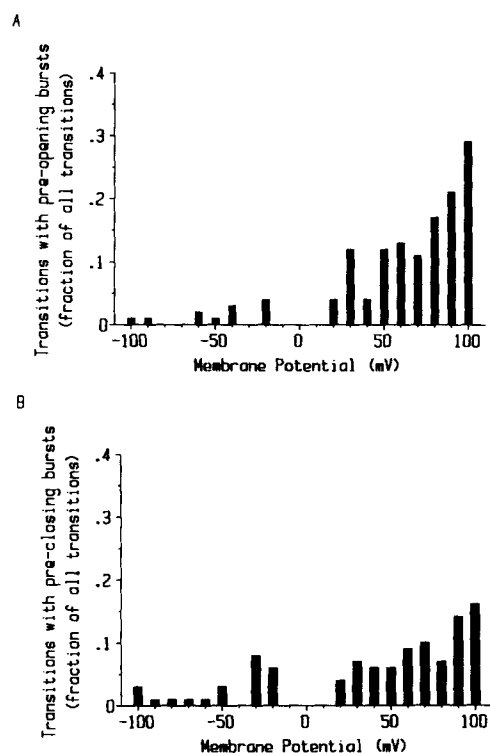 A
Transitions with pre-opening bursts
(fraction of all transitions)
.4
.3
.2
.1
0
-100 -50 0 50 100
Membrane Potential (mV)
B
Transitions with pre-closing bursts
(fraction of all transitions)
.4
.3
.2
.1
0
-100 -50 0 50 100
Membrane Potential (mV)